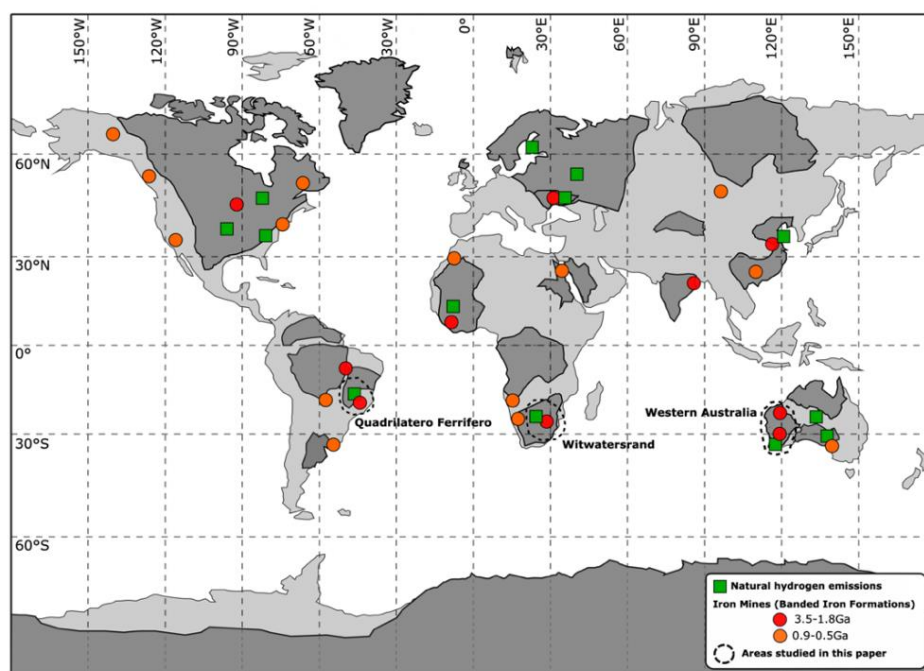 150°W
120°W
90°W
60°W
30°W
0°
30°E
60°E
90°E
120°E
150°E
60°N
30°N
0°
30°S
60°S
Quadrilatero Ferrifero
Witwatersrand
Western Australia
Natural hydrogen emissions
Iron Mines (Banded Iron Formations)
3.5-1.8Ga
0.9-0.5Ga
Areas studied in this paper